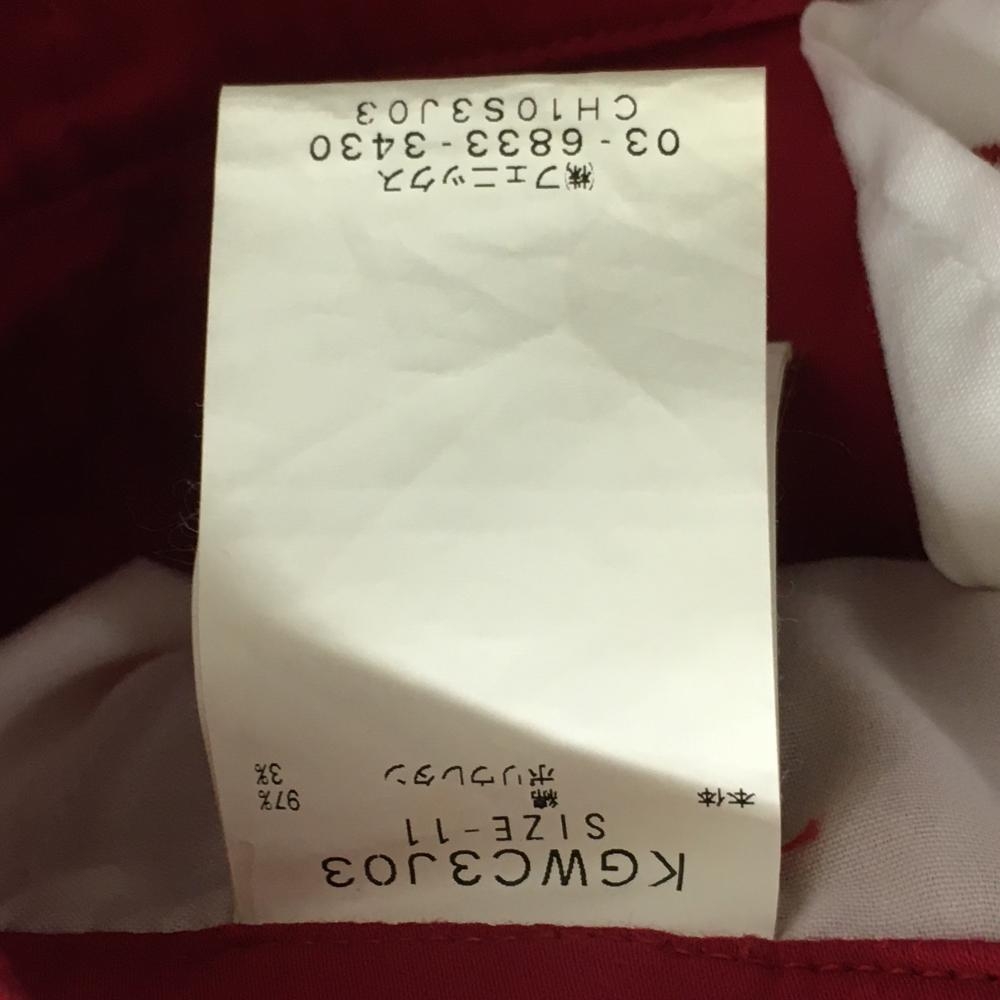 KGWC3J03
SIZE-11
本体 綿 97%
ポリウレタン 3%
㈱フェニックス
03-6833-3430
CH10S3J03